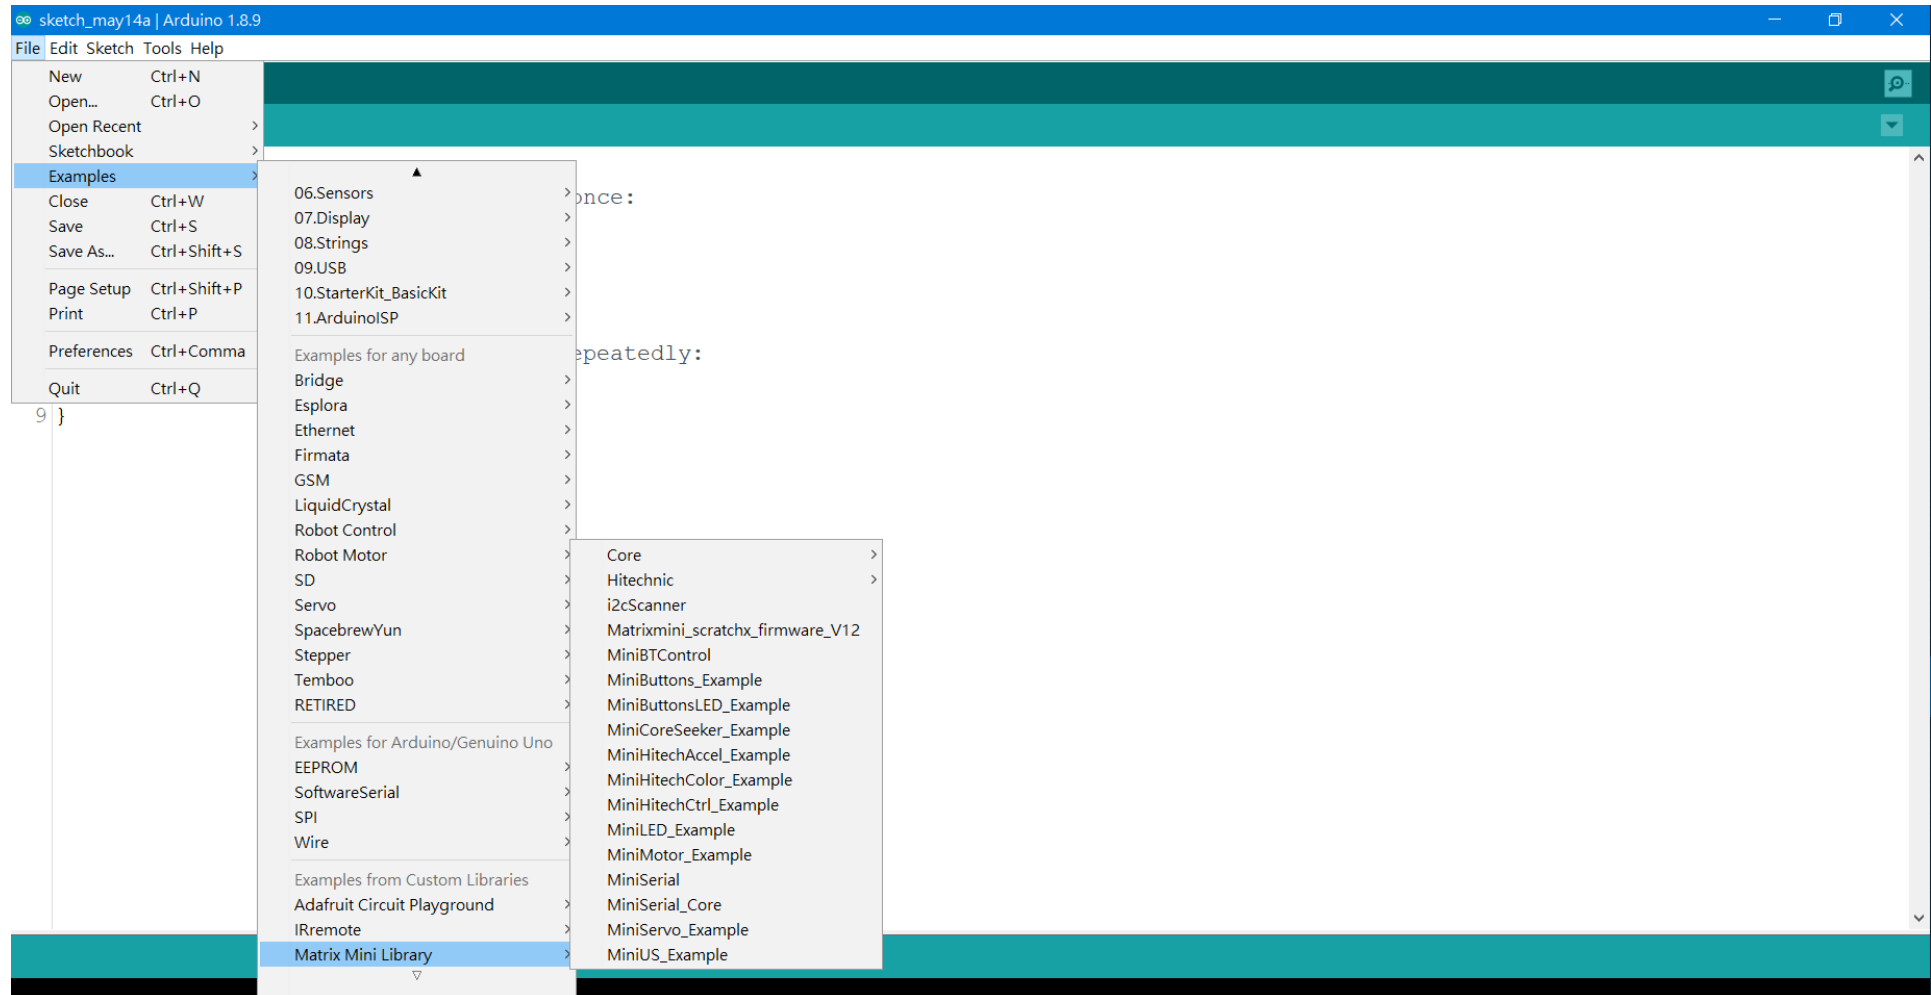 sketch_may14a | Arduino 1.8.9
File Edit Sketch Tools Help
New Ctrl+N
Open... Ctrl+O
Open Recent
Sketchbook
Examples
Close Ctrl+W
Save Ctrl+S
Save As... Ctrl+Shift+S
Page Setup Ctrl+Shift+P
Print Ctrl+P
Preferences Ctrl+Comma
Quit Ctrl+Q
06.Sensors
07.Display
08.Strings
09.USB
10.StarterKit_BasicKit
11.ArduinoISP
Examples for any board
Bridge
Esplora
Ethernet
Firmata
GSM
LiquidCrystal
Robot Control
Robot Motor
SD
Servo
SpacebrewYun
Stepper
Temboo
RETIRED
Examples for Arduino/Genuino Uno
EEPROM
SoftwareSerial
SPI
Wire
Examples from Custom Libraries
Adafruit Circuit Playground
IRremote
Matrix Mini Library
Core
Hitechnic
i2cScanner
Matrixmini_scratchx_firmware_V12
MiniBTControl
MiniButtons_Example
MiniButtonsLED_Example
MiniCoreSeeker_Example
MiniHitechAccel_Example
MiniHitechColor_Example
MiniHitechCtrl_Example
MiniLED_Example
MiniMotor_Example
MiniSerial
MiniSerial_Core
MiniServo_Example
MiniUS_Example
once:
epeatedly:
9 }